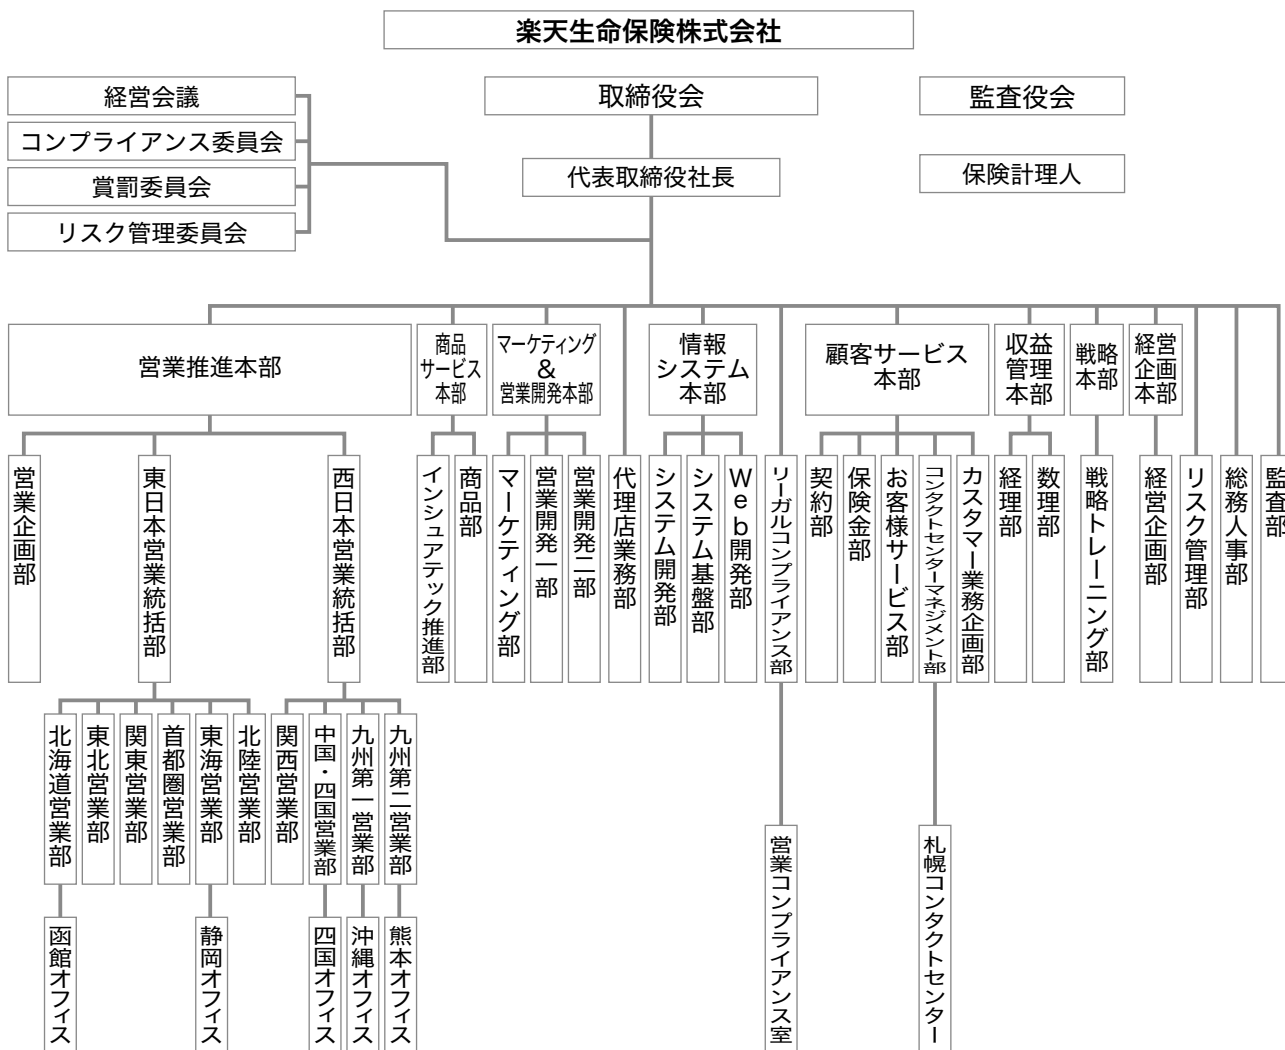 楽天生命保険株式会社
経営会議
コンプライアンス委員会
賞罰委員会
リスク管理委員会
取締役会
代表取締役社長
監査役会
保険計理人
営業推進本部
商品
サービス
本部
マーケティング
&
営業開発本部
情報
システム
本部
顧客サービス
本部
収益
管理
本部
戦略
本部
経営
企画
本部
営業企画部
東日本営業統括部
西日本営業統括部
インシュアテック推進部
商品部
マーケティング部
営業開発一部
営業開発二部
代理店業務部
システム開発部
システム基盤部
Web開発部
リーガルコンプライアンス部
契約部
保険金部
お客様サービス部
コンタクトセンターマネジメント部
カスタマー業務企画部
経理部
数理部
戦略トレーニング部
経営企画部
リスク管理部
総務人事部
監査部
北海道営業部
東北営業部
関東営業部
首都圏営業部
東海営業部
北陸営業部
関西営業部
中国・四国営業部
九州第一営業部
九州第二営業部
営業コンプライアンス室
札幌コンタクトセンター
函館オフィス
静岡オフィス
四国オフィス
沖縄オフィス
熊本オフィス